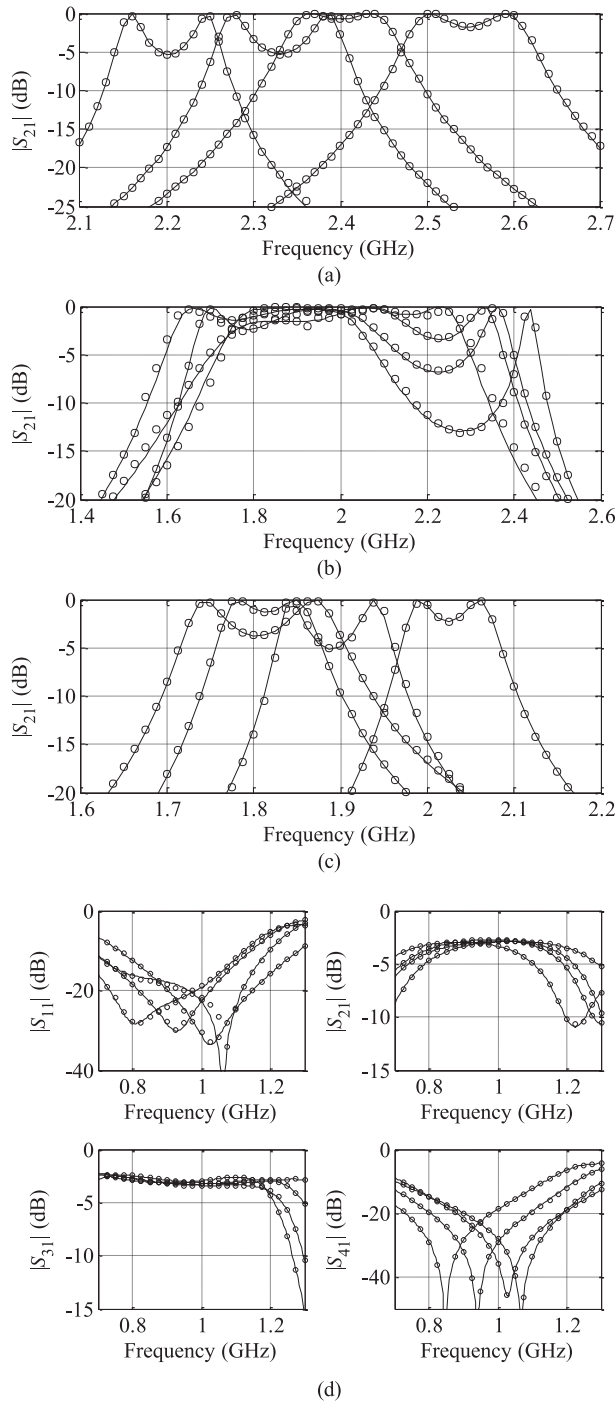 0
-5
-10
-15
-20
-25
|S21| (dB)
2.1 2.2 2.3 2.4 2.5 2.6 2.7
Frequency (GHz)
(a)
0
-5
-10
-15
-20
|S21| (dB)
1.4 1.6 1.8 2 2.2 2.4 2.6
Frequency (GHz)
(b)
0
-5
-10
-15
-20
|S21| (dB)
1.6 1.7 1.8 1.9 2 2.1 2.2
Frequency (GHz)
(c)
0
-20
-40
|S11| (dB)
0.8 1 1.2
Frequency (GHz)
0
-5
-10
-15
|S21| (dB)
0.8 1 1.2
Frequency (GHz)
0
-5
-10
-15
|S31| (dB)
0.8 1 1.2
Frequency (GHz)
0
-20
-40
|S41| (dB)
0.8 1 1.2
Frequency (GHz)
(d)